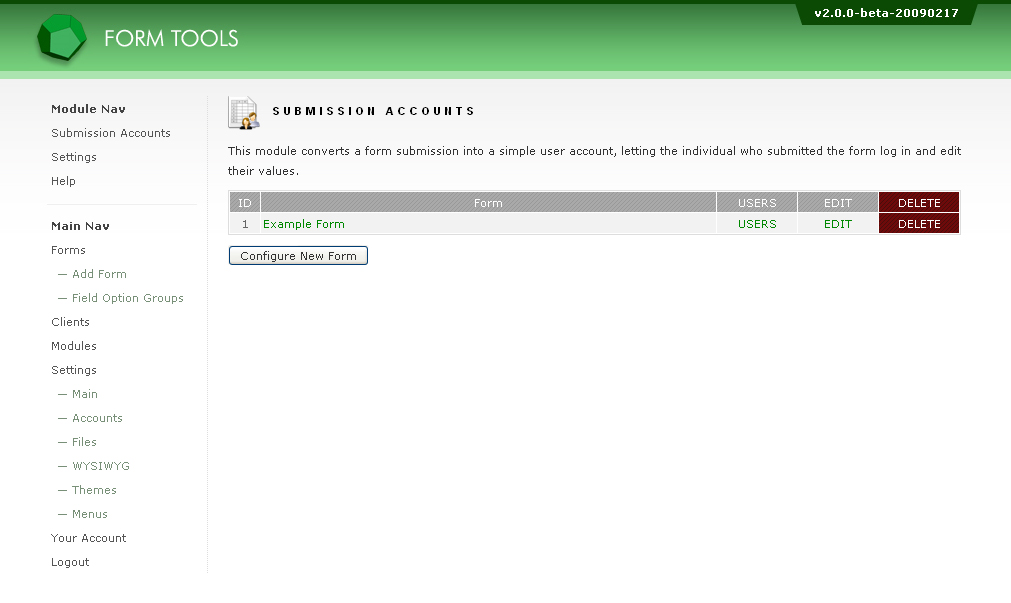 v2.0.0-beta-20090217
FORM TOOLS
Module Nav
Submission Accounts
Settings
Help
Main Nav
Forms
— Add Form
— Field Option Groups
Clients
Modules
Settings
— Main
— Accounts
— Files
— WYSIWYG
— Themes
— Menus
Your Account
Logout
SUBMISSION ACCOUNTS
This module converts a form submission into a simple user account, letting the individual who submitted the form log in and edit
their values.
ID Form USERS EDIT DELETE
1 Example Form USERS EDIT DELETE
Configure New Form